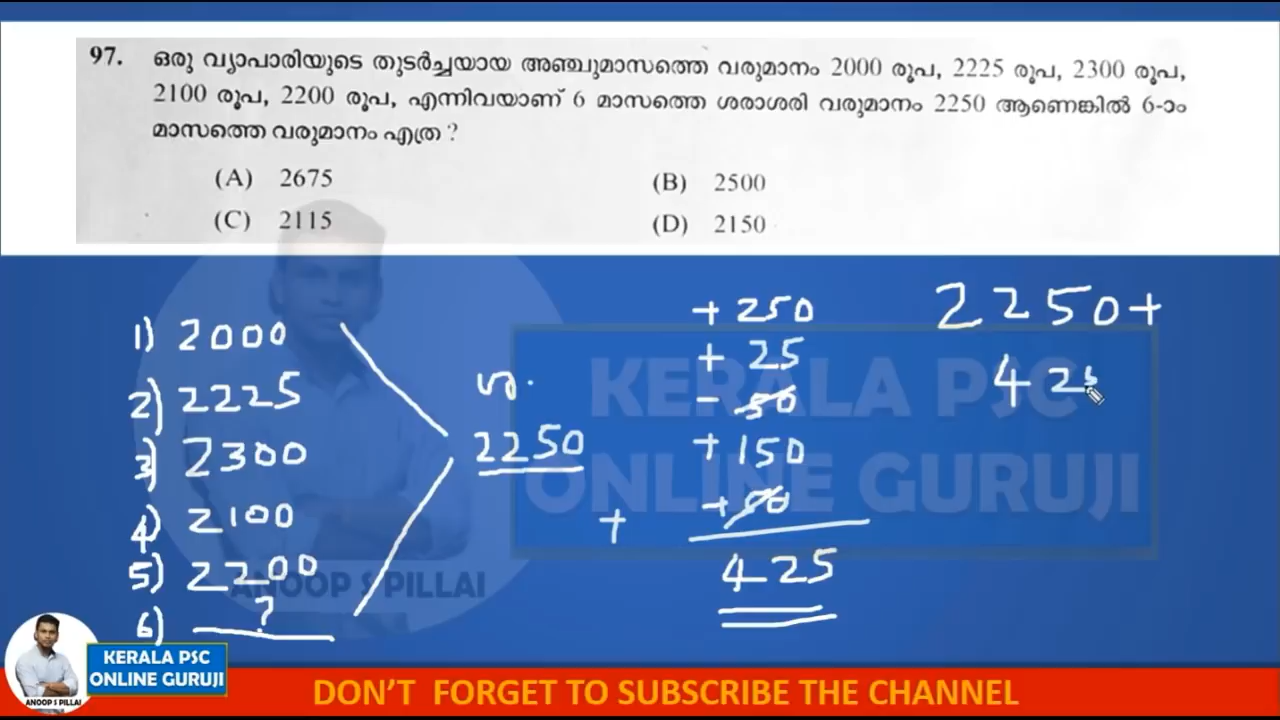 97. ഒരു വ്യാപാരിയുടെ തുടർച്ചയായ അഞ്ചുമാസത്തെ വരുമാനം 2000 രൂപ, 2225 രൂപ, 2300 രൂപ,
2100 രൂപ, 2200 രൂപ, എന്നിവയാണ് 6 മാസത്തെ ശരാശരി വരുമാനം 2250 ആണെങ്കിൽ 6-ാം
മാസത്തെ വരുമാനം എത്ര ?
(A) 2675 (B) 2500
(C) 2115 (D) 2150
1) 2000
2) 2225
3) 2300
4) 2100
5) 2200
6) ?
ശ.
2250
+ 250
+ 25
- 50
+ 150
+ 50
+
425
2250+
425
KERALA PSC
ONLINE GURUJI
ANOOP S PILLAI
ANOOP S PILLAI
KERALA PSC
ONLINE GURUJI
DON'T FORGET TO SUBSCRIBE THE CHANNEL